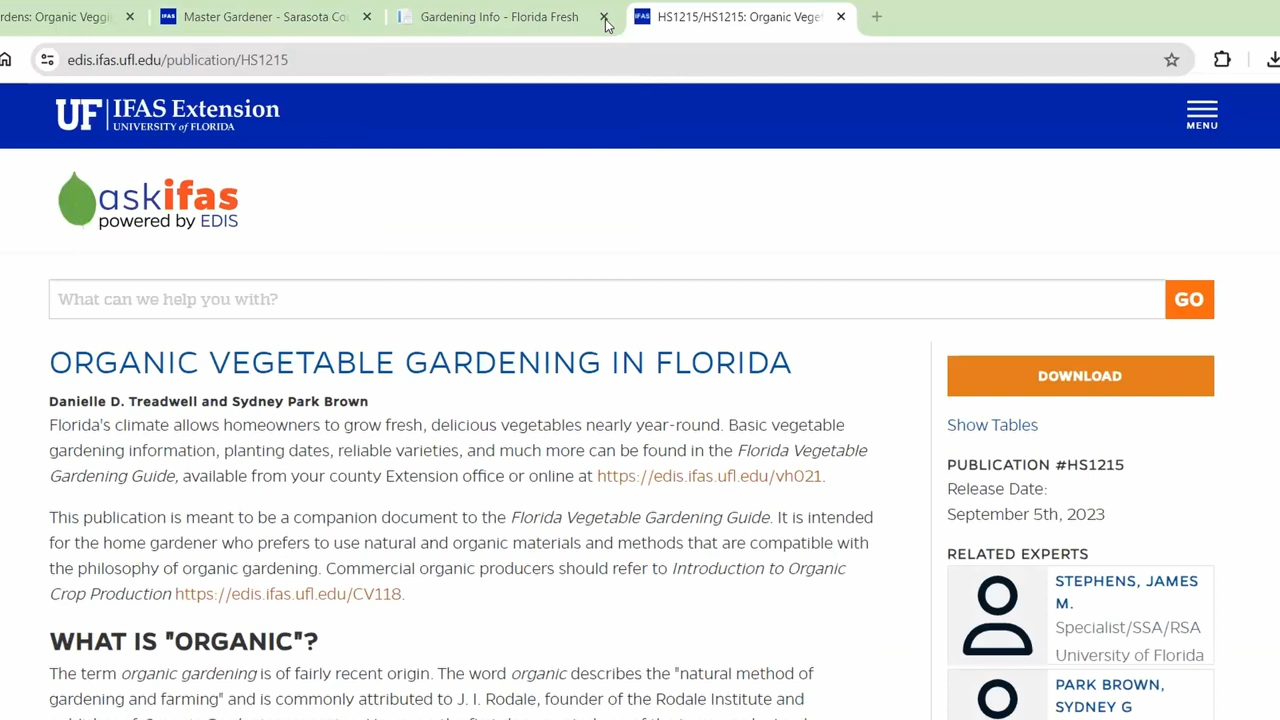 rdens: Organic Veggi
Master Gardener - Sarasota Co
Gardening Info - Florida Fresh
IFAS
HS1215/HS1215: Organic Veget
edis.ifas.ufl.edu/publication/HS1215
UF IFAS Extension
UNIVERSITY of FLORIDA
MENU
askifas
powered by EDIS
What can we help you with?
GO
ORGANIC VEGETABLE GARDENING IN FLORIDA
Danielle D. Treadwell and Sydney Park Brown
Florida's climate allows homeowners to grow fresh, delicious vegetables nearly year-round. Basic vegetable
gardening information, planting dates, reliable varieties, and much more can be found in the Florida Vegetable
Gardening Guide, available from your county Extension office or online at https://edis.ifas.ufl.edu/vh021.
This publication is meant to be a companion document to the Florida Vegetable Gardening Guide. It is intended
for the home gardener who prefers to use natural and organic materials and methods that are compatible with
the philosophy of organic gardening. Commercial organic producers should refer to Introduction to Organic
Crop Production https://edis.ifas.ufl.edu/CV118.
WHAT IS "ORGANIC"?
The term organic gardening is of fairly recent origin. The word organic describes the "natural method of
gardening and farming" and is commonly attributed to J. I. Rodale, founder of the Rodale Institute and
DOWNLOAD
Show Tables
PUBLICATION #HS1215
Release Date:
September 5th, 2023
RELATED EXPERTS
STEPHENS, JAMES
M.
Specialist/SSA/RSA
University of Florida
PARK BROWN,
SYDNEY G